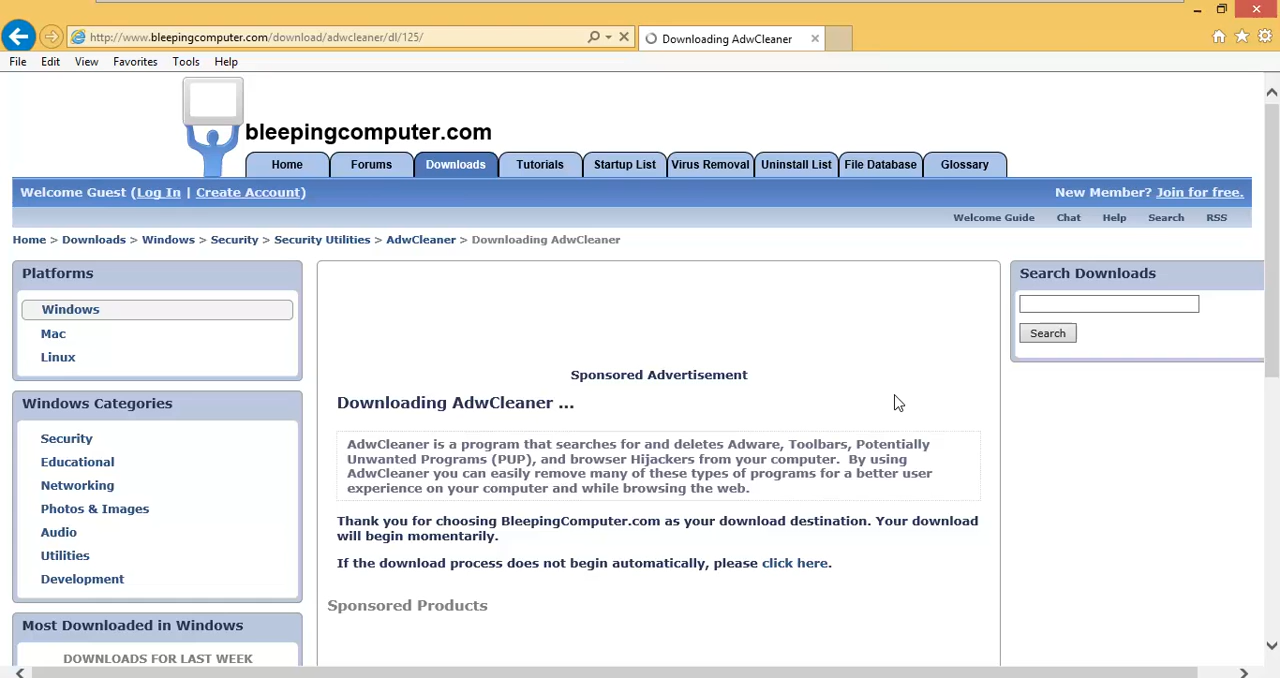 http://www.bleepingcomputer.com/download/adwcleaner/dl/125/
Downloading AdwCleaner
File Edit View Favorites Tools Help
bleepingcomputer.com
Home Forums Downloads Tutorials Startup List Virus Removal Uninstall List File Database Glossary
Welcome Guest (Log In | Create Account)
New Member? Join for free.
Welcome Guide Chat Help Search RSS
Home > Downloads > Windows > Security > Security Utilities > AdwCleaner > Downloading AdwCleaner
Platforms
Windows
Mac
Linux
Windows Categories
Security
Educational
Networking
Photos & Images
Audio
Utilities
Development
Most Downloaded in Windows
DOWNLOADS FOR LAST WEEK
Sponsored Advertisement
Downloading AdwCleaner ...
AdwCleaner is a program that searches for and deletes Adware, Toolbars, Potentially
Unwanted Programs (PUP), and browser Hijackers from your computer.  By using
AdwCleaner you can easily remove many of these types of programs for a better user
experience on your computer and while browsing the web.
Thank you for choosing BleepingComputer.com as your download destination. Your download
will begin momentarily.
If the download process does not begin automatically, please click here.
Sponsored Products
Search Downloads
Search